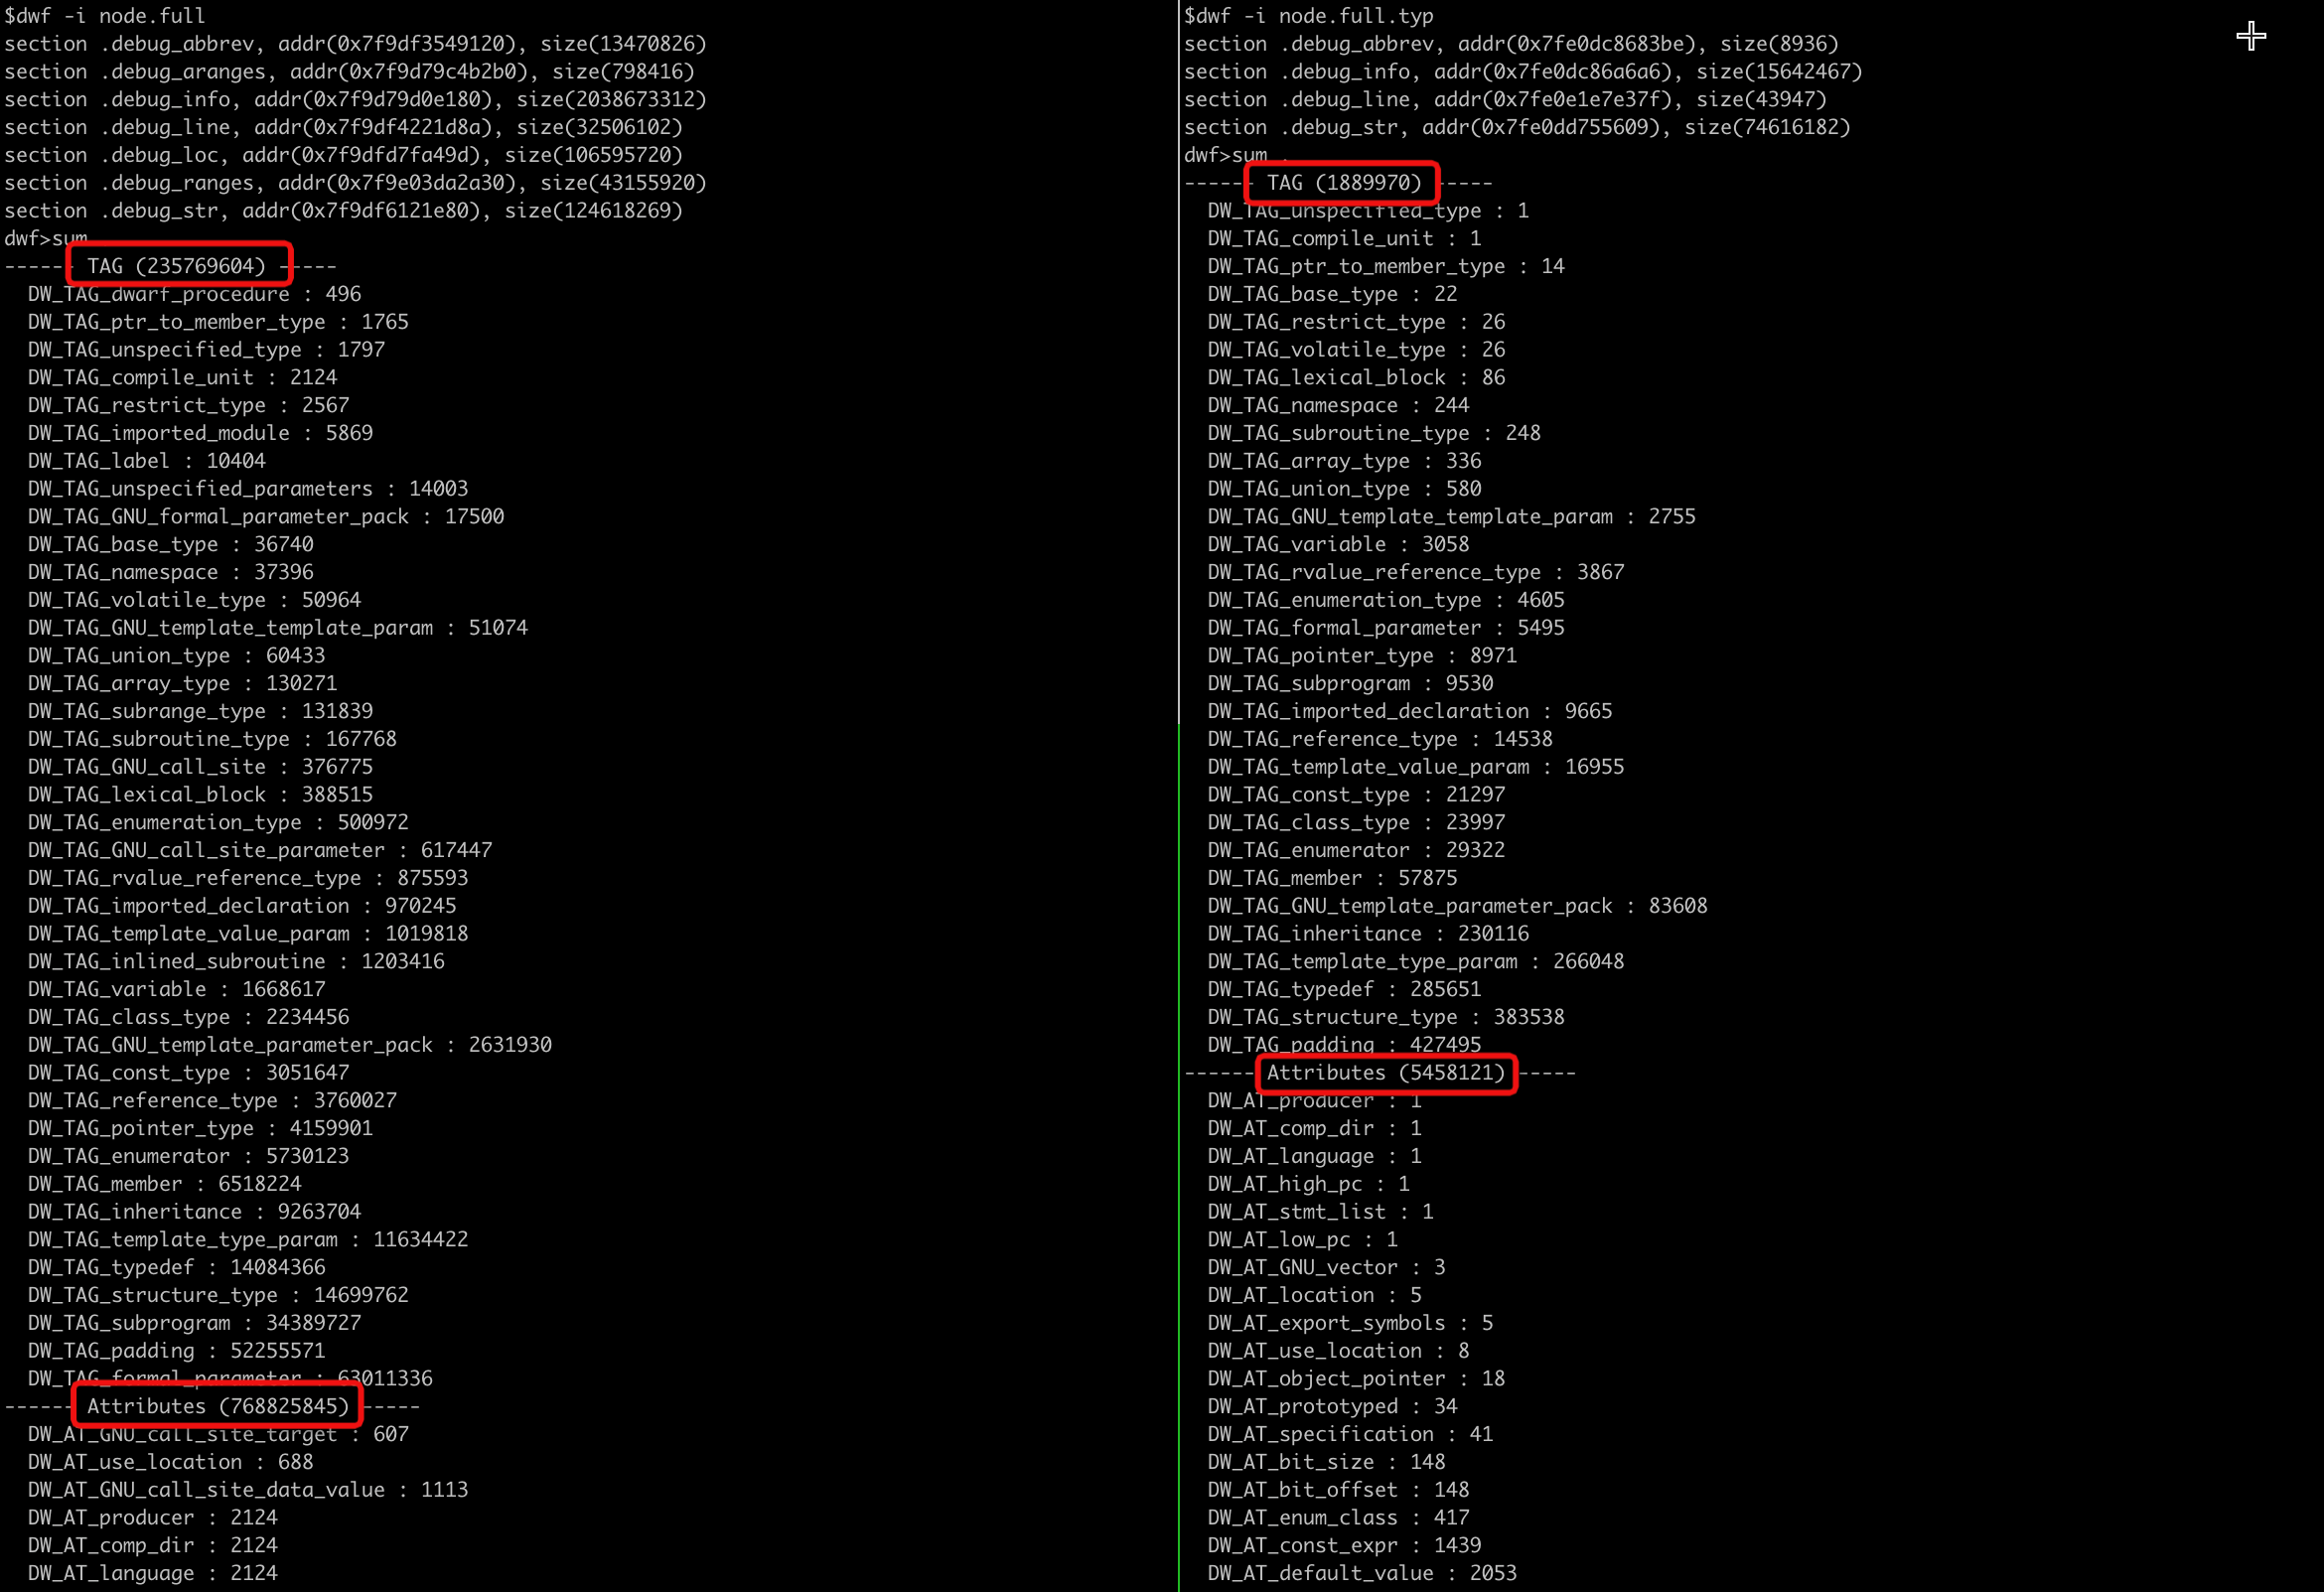 $dwf -i node.full
section .debug_abbrev, addr(0x7f9df3549120), size(13470826)
section .debug_aranges, addr(0x7f9d79c4b2b0), size(798416)
section .debug_info, addr(0x7f9d79d0e180), size(2038673312)
section .debug_line, addr(0x7f9df4221d8a), size(32506102)
section .debug_loc, addr(0x7f9dfd7fa49d), size(106595720)
section .debug_ranges, addr(0x7f9e03da2a30), size(43155920)
section .debug_str, addr(0x7f9df6121e80), size(124618269)
dwf>sum
------ TAG (235769604) -----
  DW_TAG_dwarf_procedure : 496
  DW_TAG_ptr_to_member_type : 1765
  DW_TAG_unspecified_type : 1797
  DW_TAG_compile_unit : 2124
  DW_TAG_restrict_type : 2567
  DW_TAG_imported_module : 5869
  DW_TAG_label : 10404
  DW_TAG_unspecified_parameters : 14003
  DW_TAG_GNU_formal_parameter_pack : 17500
  DW_TAG_base_type : 36740
  DW_TAG_namespace : 37396
  DW_TAG_volatile_type : 50964
  DW_TAG_GNU_template_template_param : 51074
  DW_TAG_union_type : 60433
  DW_TAG_array_type : 130271
  DW_TAG_subrange_type : 131839
  DW_TAG_subroutine_type : 167768
  DW_TAG_GNU_call_site : 376775
  DW_TAG_lexical_block : 388515
  DW_TAG_enumeration_type : 500972
  DW_TAG_GNU_call_site_parameter : 617447
  DW_TAG_rvalue_reference_type : 875593
  DW_TAG_imported_declaration : 970245
  DW_TAG_template_value_param : 1019818
  DW_TAG_inlined_subroutine : 1203416
  DW_TAG_variable : 1668617
  DW_TAG_class_type : 2234456
  DW_TAG_GNU_template_parameter_pack : 2631930
  DW_TAG_const_type : 3051647
  DW_TAG_reference_type : 3760027
  DW_TAG_pointer_type : 4159901
  DW_TAG_enumerator : 5730123
  DW_TAG_member : 6518224
  DW_TAG_inheritance : 9263704
  DW_TAG_template_type_param : 11634422
  DW_TAG_typedef : 14084366
  DW_TAG_structure_type : 14699762
  DW_TAG_subprogram : 34389727
  DW_TAG_padding : 52255571
  DW_TAG_formal_parameter : 63011336
------ Attributes (768825845) -----
  DW_AT_GNU_call_site_target : 607
  DW_AT_use_location : 688
  DW_AT_GNU_call_site_data_value : 1113
  DW_AT_producer : 2124
  DW_AT_comp_dir : 2124
  DW_AT_language : 2124
$dwf -i node.full.typ
section .debug_abbrev, addr(0x7fe0dc8683be), size(8936)
section .debug_info, addr(0x7fe0dc86a6a6), size(15642467)
section .debug_line, addr(0x7fe0e1e7e37f), size(43947)
section .debug_str, addr(0x7fe0dd755609), size(74616182)
dwf>sum .
------ TAG (1889970) -----
  DW_TAG_unspecified_type : 1
  DW_TAG_compile_unit : 1
  DW_TAG_ptr_to_member_type : 14
  DW_TAG_base_type : 22
  DW_TAG_restrict_type : 26
  DW_TAG_volatile_type : 26
  DW_TAG_lexical_block : 86
  DW_TAG_namespace : 244
  DW_TAG_subroutine_type : 248
  DW_TAG_array_type : 336
  DW_TAG_union_type : 580
  DW_TAG_GNU_template_template_param : 2755
  DW_TAG_variable : 3058
  DW_TAG_rvalue_reference_type : 3867
  DW_TAG_enumeration_type : 4605
  DW_TAG_formal_parameter : 5495
  DW_TAG_pointer_type : 8971
  DW_TAG_subprogram : 9530
  DW_TAG_imported_declaration : 9665
  DW_TAG_reference_type : 14538
  DW_TAG_template_value_param : 16955
  DW_TAG_const_type : 21297
  DW_TAG_class_type : 23997
  DW_TAG_enumerator : 29322
  DW_TAG_member : 57875
  DW_TAG_GNU_template_parameter_pack : 83608
  DW_TAG_inheritance : 230116
  DW_TAG_template_type_param : 266048
  DW_TAG_typedef : 285651
  DW_TAG_structure_type : 383538
  DW_TAG_padding : 427495
------ Attributes (5458121) -----
  DW_AT_producer : 1
  DW_AT_comp_dir : 1
  DW_AT_language : 1
  DW_AT_high_pc : 1
  DW_AT_stmt_list : 1
  DW_AT_low_pc : 1
  DW_AT_GNU_vector : 3
  DW_AT_location : 5
  DW_AT_export_symbols : 5
  DW_AT_use_location : 8
  DW_AT_object_pointer : 18
  DW_AT_prototyped : 34
  DW_AT_specification : 41
  DW_AT_bit_size : 148
  DW_AT_bit_offset : 148
  DW_AT_enum_class : 417
  DW_AT_const_expr : 1439
  DW_AT_default_value : 2053